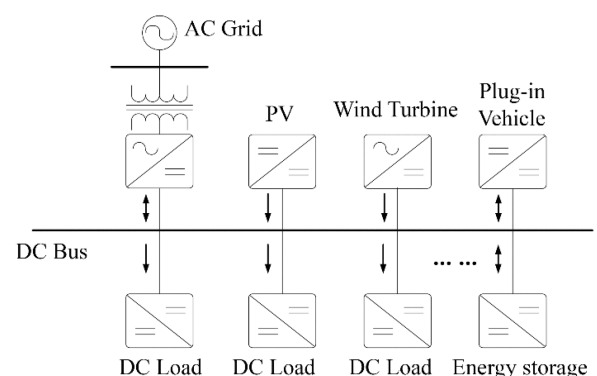 AC Grid
PV
Wind Turbine
Plug-in
Vehicle
DC Bus
... ...
DC Load
DC Load
DC Load
Energy storage